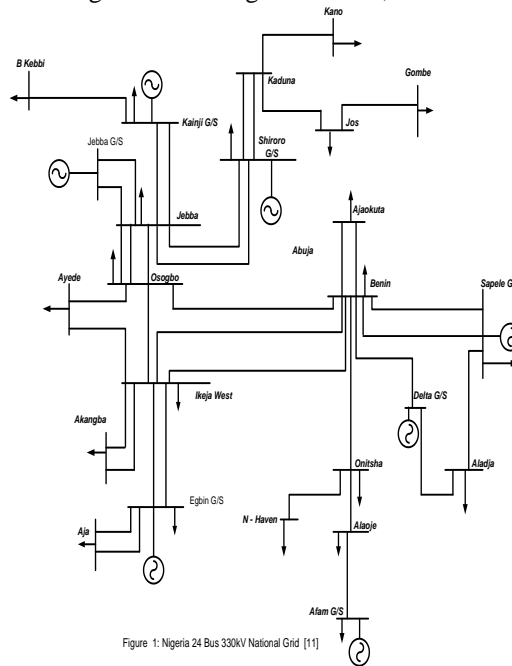 Kano
B Kebbi
Kaduna
Gombe
Kainji G/S
Jos
Jebba G/S
Shiroro
G/S
Jebba
Ajaokuta
Abuja
Ayede
Osogbo
Benin
Sapele G
Ikeja West
Delta G/S
Akangba
Onitsha
Aladja
Egbin G/S
N - Haven
Aja
Alaoje
Afam G/S
Figure 1: Nigeria 24 Bus 330kV National Grid [11]